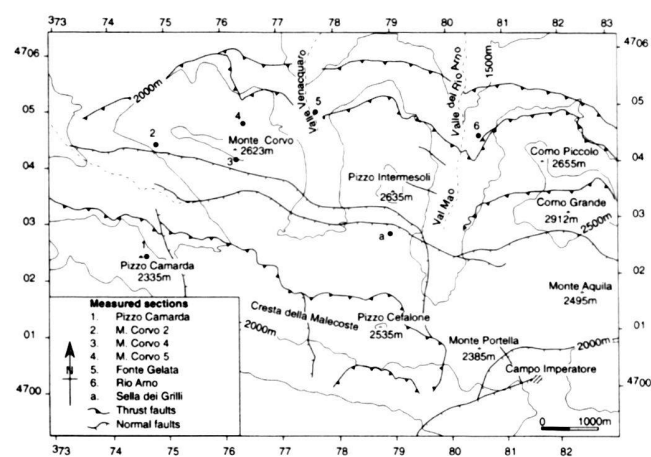 373 74 75 76 77 78 79 80 81 82 83
4706 4706
05 05
04 04
03 03
02 02
01 01
4700 4700
373 74 75 76 77 78 79 80 81 82
2000m
Valle Venacquaro
Valle del Rio Arno
1500m
4
5
2
6
Monte Corvo
2623m
3
Corno Piccolo
2655m
Pizzo Intermesoli
2635m
Val Mao
Corno Grande
2912m
2500m
a
1
Pizzo Camarda
2335m
Monte Aquila
2495m
Cresta della Malecoste
2000m
Pizzo Cefalone
2535m
Monte Portella
2385m
2000m
Campo Imperatore
Measured sections
1. Pizzo Camarda
2. M. Corvo 2
3. M. Corvo 4
4. M. Corvo 5
5. Fonte Gelata
6. Rio Arno
a. Sella dei Grilli
Thrust faults
Normal faults
0 1000m